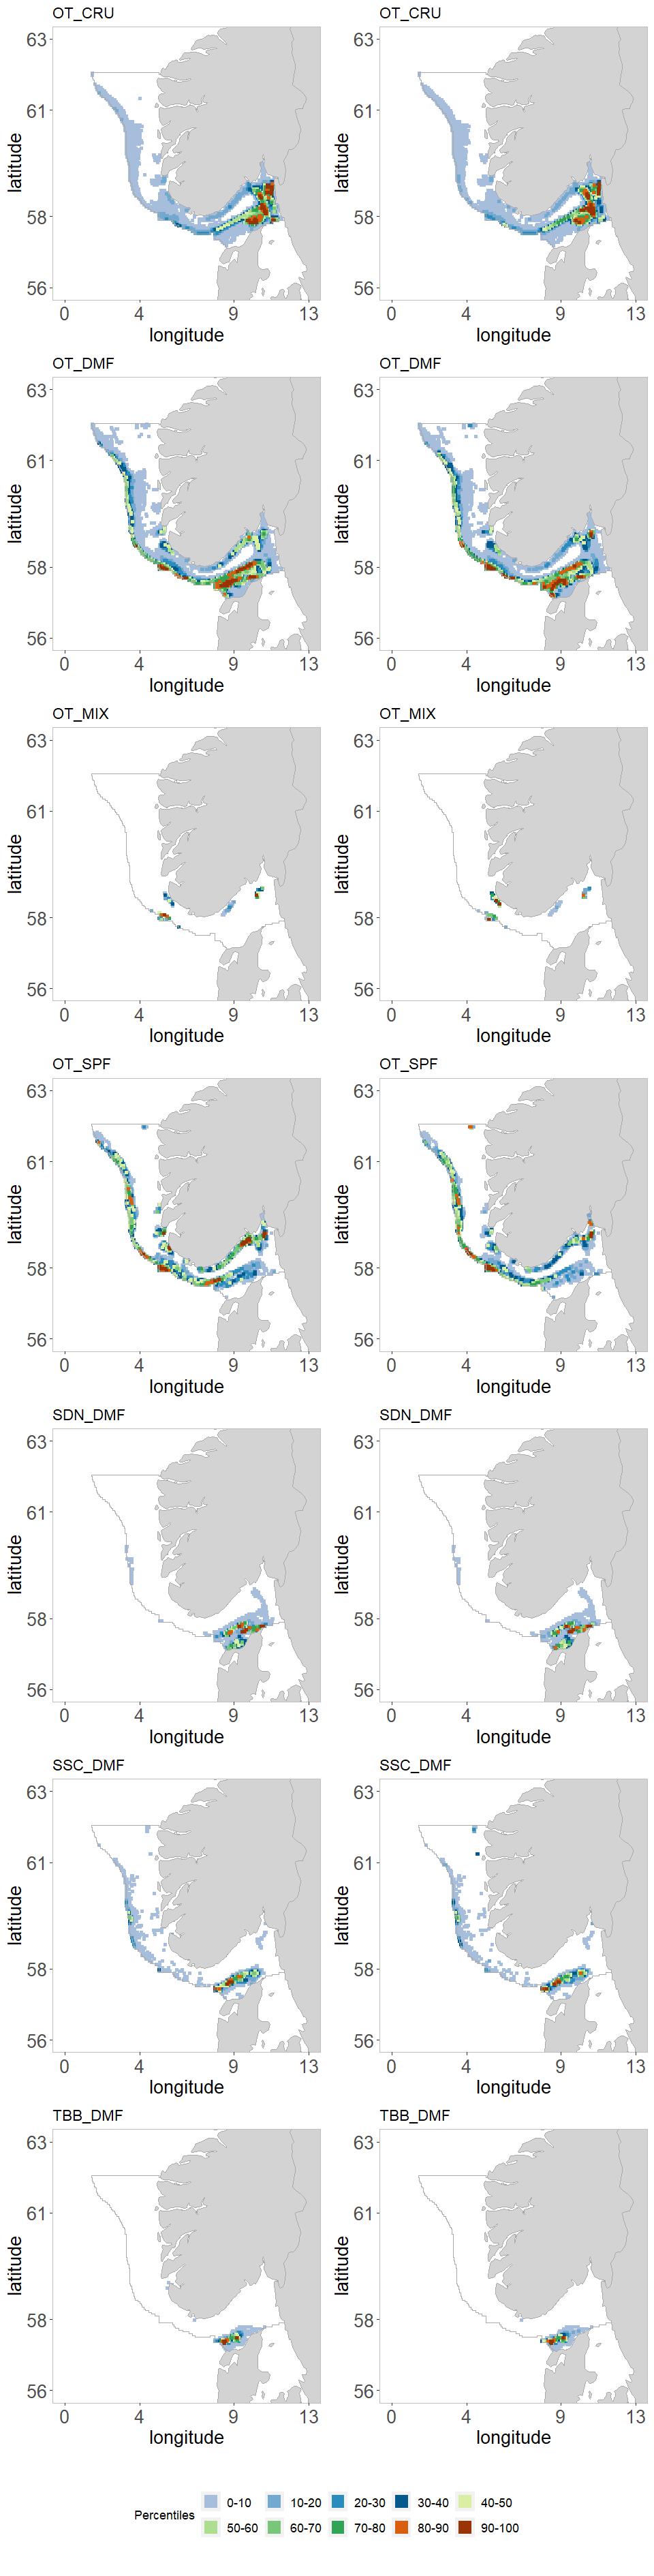 OT_CRU OT_CRU
63 63
61 61
latitude latitude
58 58
56 56
0 4 9 13 0 4 9 13
longitude longitude
OT_DMF OT_DMF
63 63
61 61
latitude latitude
58 58
56 56
0 4 9 13 0 4 9 13
longitude longitude
OT_MIX OT_MIX
63 63
61 61
latitude latitude
58 58
56 56
0 4 9 13 0 4 9 13
longitude longitude
OT_SPF OT_SPF
63 63
61 61
latitude latitude
58 58
56 56
0 4 9 13 0 4 9 13
longitude longitude
SDN_DMF SDN_DMF
63 63
61 61
latitude latitude
58 58
56 56
0 4 9 13 0 4 9 13
longitude longitude
SSC_DMF SSC_DMF
63 63
61 61
latitude latitude
58 58
56 56
0 4 9 13 0 4 9 13
longitude longitude
TBB_DMF TBB_DMF
63 63
61 61
latitude latitude
58 58
56 56
0 4 9 13 0 4 9 13
longitude longitude
Percentiles
0-10 10-20 20-30 30-40 40-50
50-60 60-70 70-80 80-90 90-100